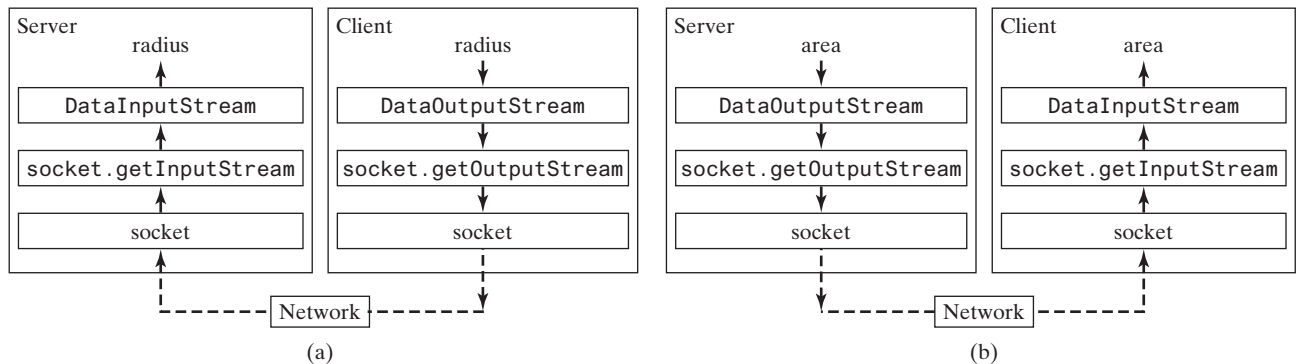 Server
radius
DataInputStream
socket.getInputStream
socket
Client
radius
DataOutputStream
socket.getOutputStream
socket
Network
(a)
Server
area
DataOutputStream
socket.getOutputStream
socket
Client
area
DataInputStream
socket.getInputStream
socket
Network
(b)